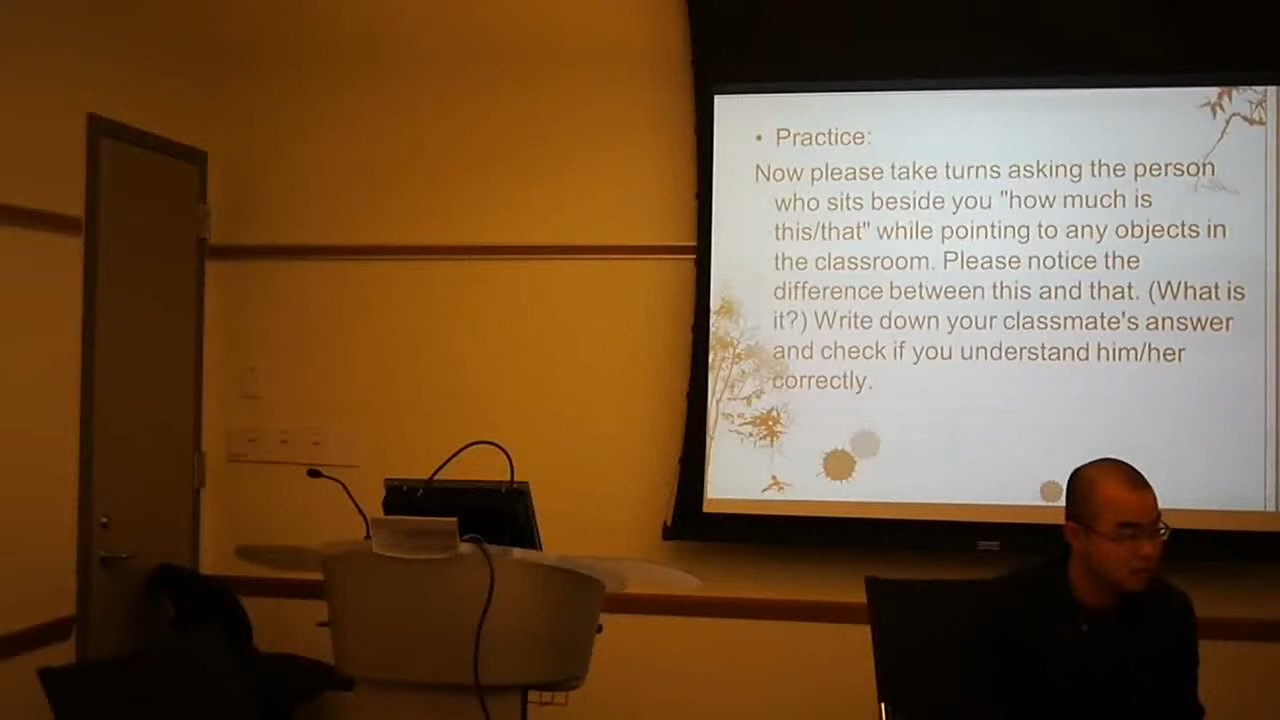 • Practice:
Now please take turns asking the person
who sits beside you "how much is
this/that" while pointing to any objects in
the classroom. Please notice the
difference between this and that. (What is
it?) Write down your classmate's answer
and check if you understand him/her
correctly.